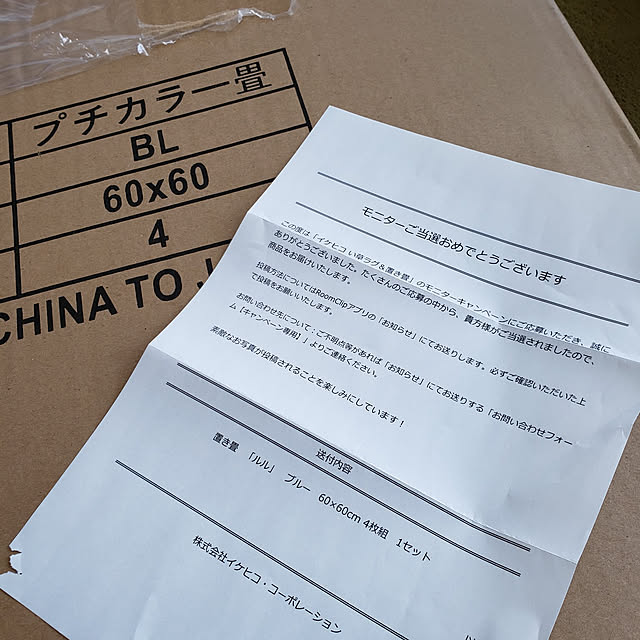 プチカラー畳
BL
60x60
4
CHINA TO
モニターご当選おめでとうございます
この度は「イケヒコ い草ラグ＆置き畳」のモニターキャンペーンにご応募いただき、誠に
ありがとうございました。たくさんのご応募の中から、貴方様がご当選されましたので、
商品をお届けいたします。
投稿方法についてはRoomClipアプリの「お知らせ」にてお送りします。必ずご確認いただいた上
で投稿をお願いいたします。
お問い合わせ先について：ご不明点等があれば「お知らせ」にてお送りする「お問い合わせフォー
ム【キャンペーン専用】」よりご連絡ください。
素敵なお写真が投稿されることを楽しみにしています！
送付内容
置き畳 「ルル」 ブルー 60×60cm 4枚組 1セット
株式会社イケヒコ・コーポレーション